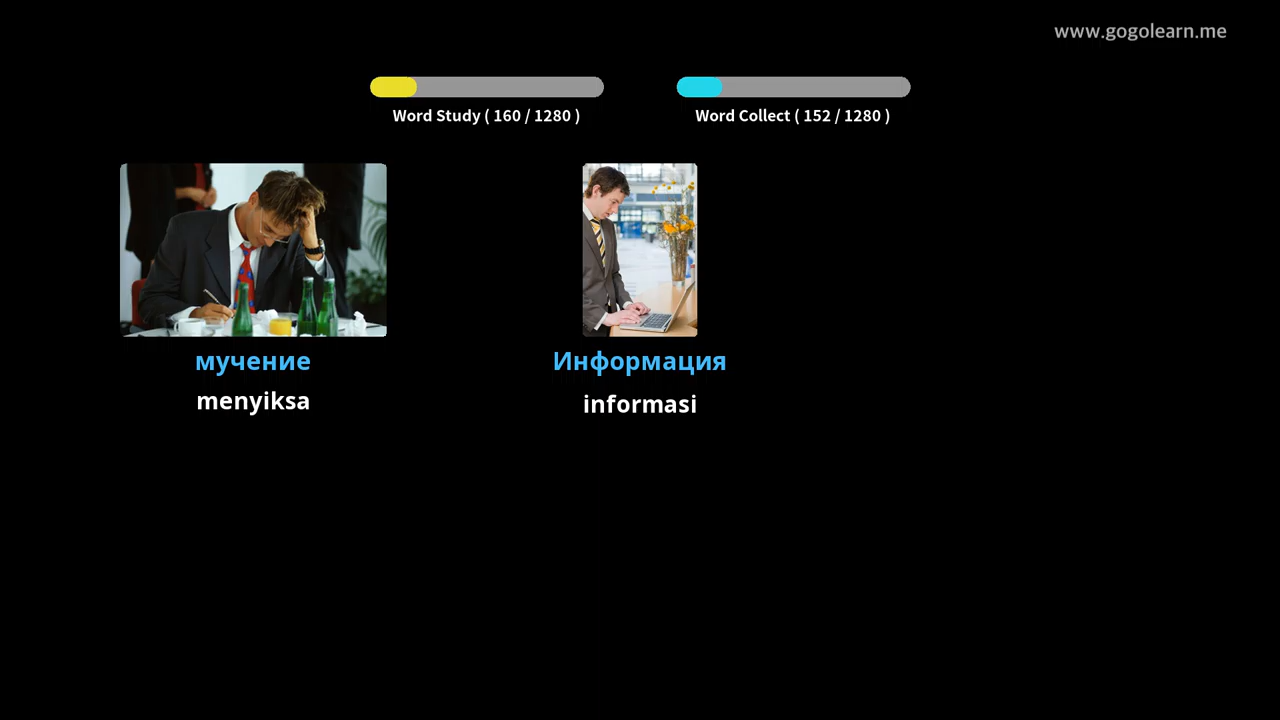 www.gogolearn.me
Word Study ( 160 / 1280 )
Word Collect ( 152 / 1280 )
мучение
menyiksa
Информация
informasi